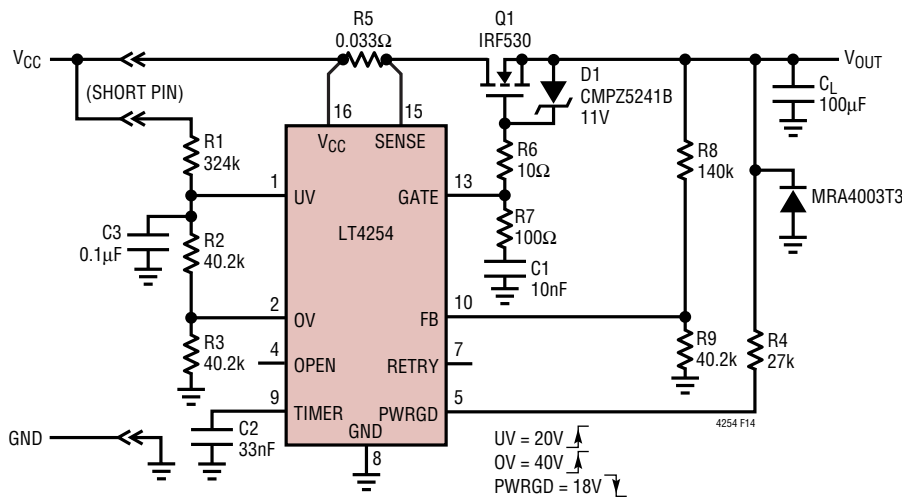 R5
0.033Ω
Q1
IRF530
VCC
VOUT
D1
CMPZ5241B
11V
CL
100µF
(SHORT PIN)
16
15
VCC
SENSE
R1
324k
R6
10Ω
R8
140k
1
UV
GATE
13
MRA4003T3
LT4254
R7
100Ω
C3
0.1µF
R2
40.2k
C1
10nF
2
OV
FB
10
R3
40.2k
4
OPEN
RETRY
7
R9
40.2k
R4
27k
9
TIMER
PWRGD
5
4254 F14
GND
C2
33nF
GND
8
UV = 20V
OV = 40V
PWRGD = 18V